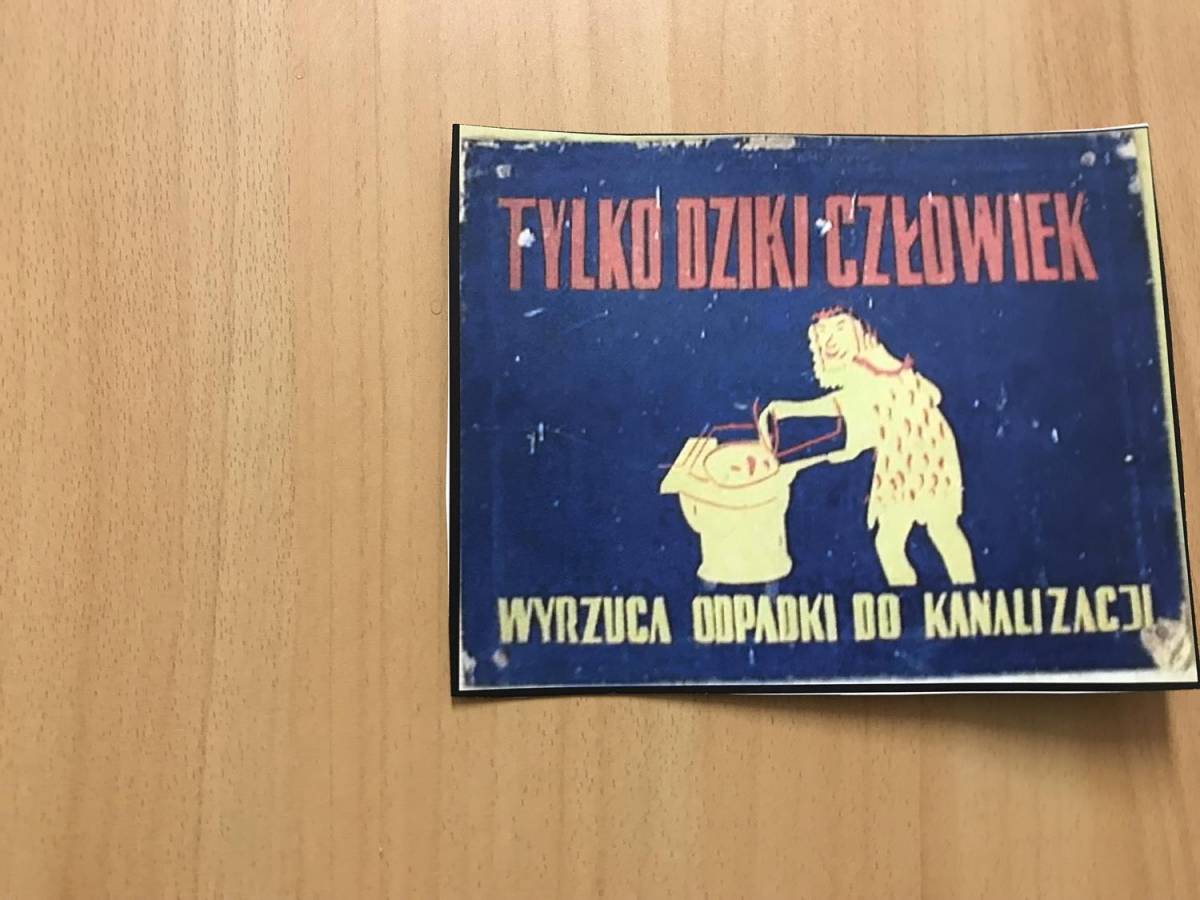 TYLKO DZIKI CZŁOWIEK
WYRZUCA ODPADKI DO KANALIZACJI